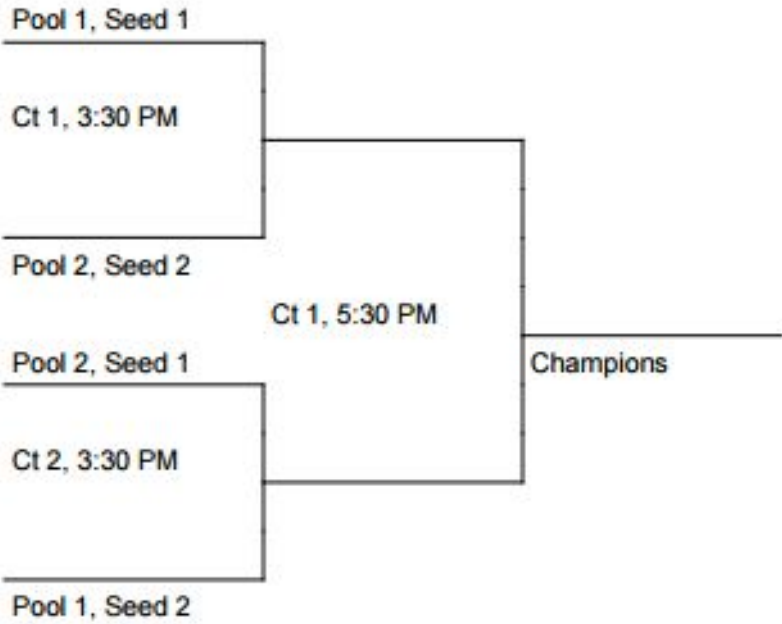 Pool 1, Seed 1
Ct 1, 3:30 PM
Pool 2, Seed 2
Ct 1, 5:30 PM
Pool 2, Seed 1
Champions
Ct 2, 3:30 PM
Pool 1, Seed 2